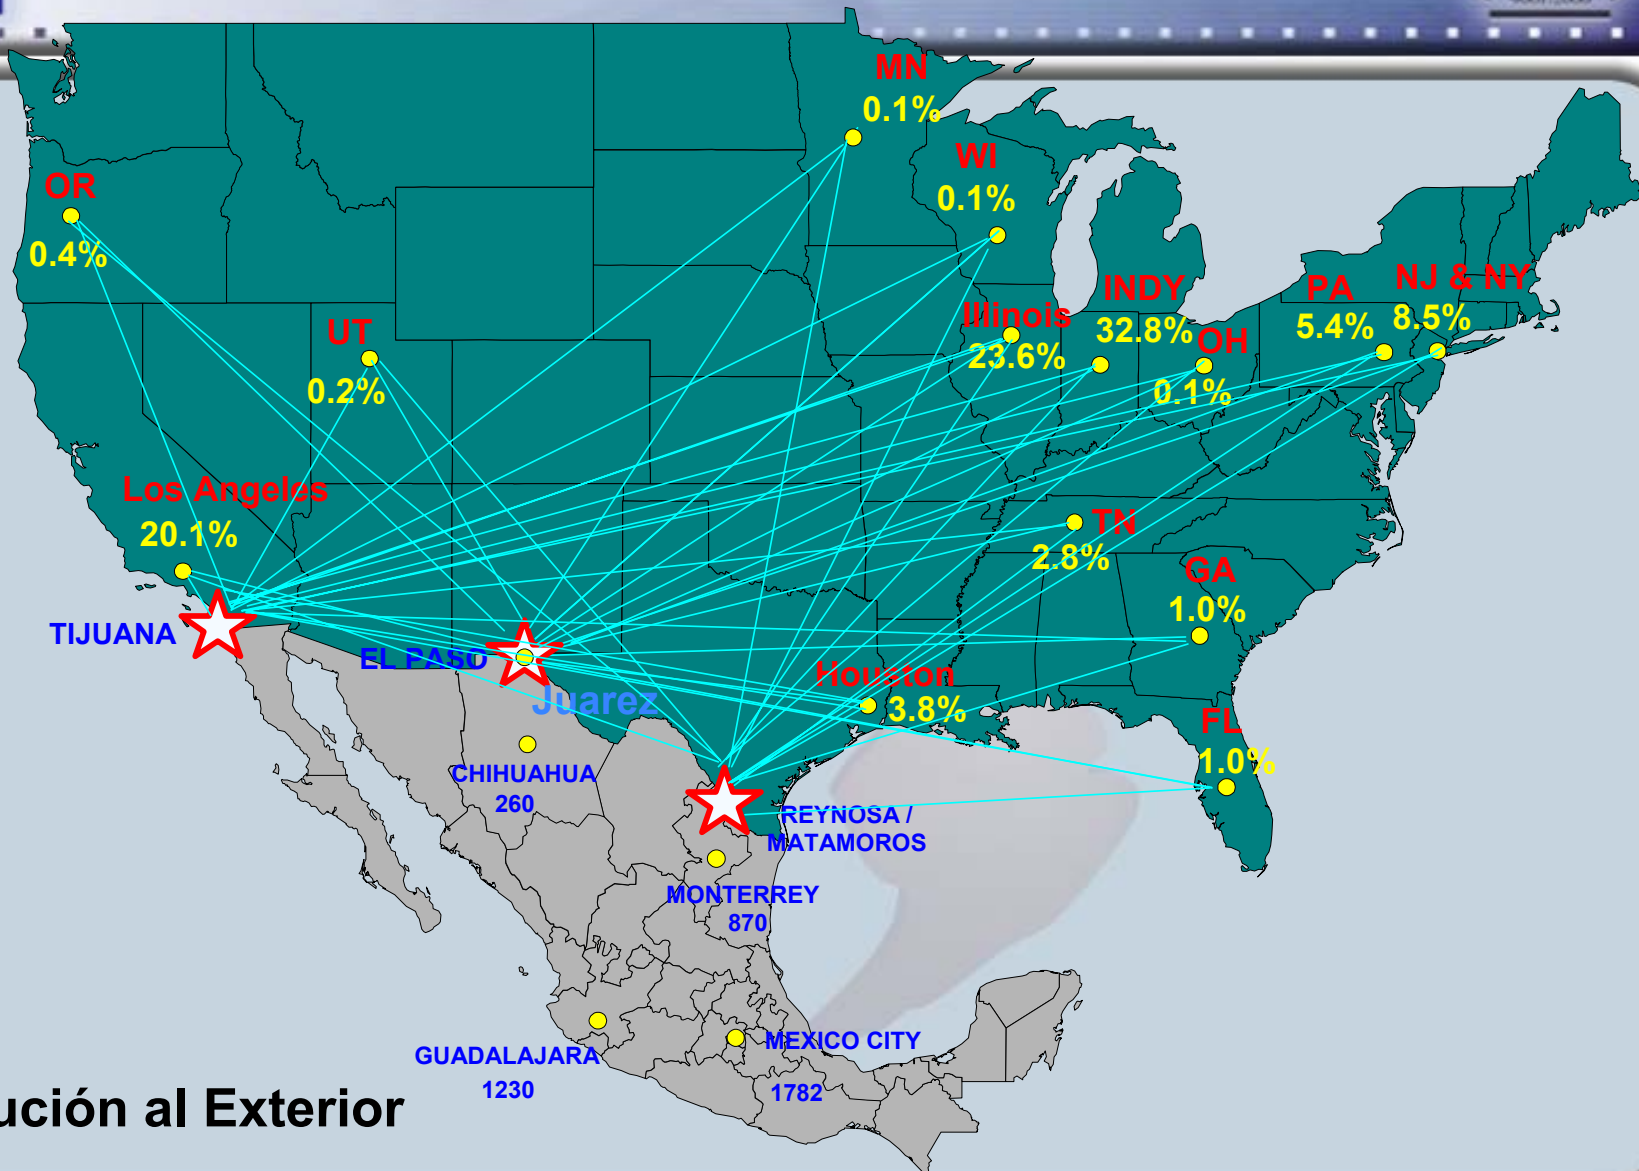 MN
0.1%
WI
0.1%
OR
0.4%
INDY
32.8%
PA
5.4%
NJ & NY
8.5%
Illinois
23.6%
OH
0.1%
UT
0.2%
Los Angeles
20.1%
TN
2.8%
GA
1.0%
TIJUANA
EL PASO
Juarez
Houston
3.8%
FL
1.0%
CHIHUAHUA
260
REYNOSA /
MATAMOROS
MONTERREY
870
GUADALAJARA
1230
MEXICO CITY
1782
ución al Exterior